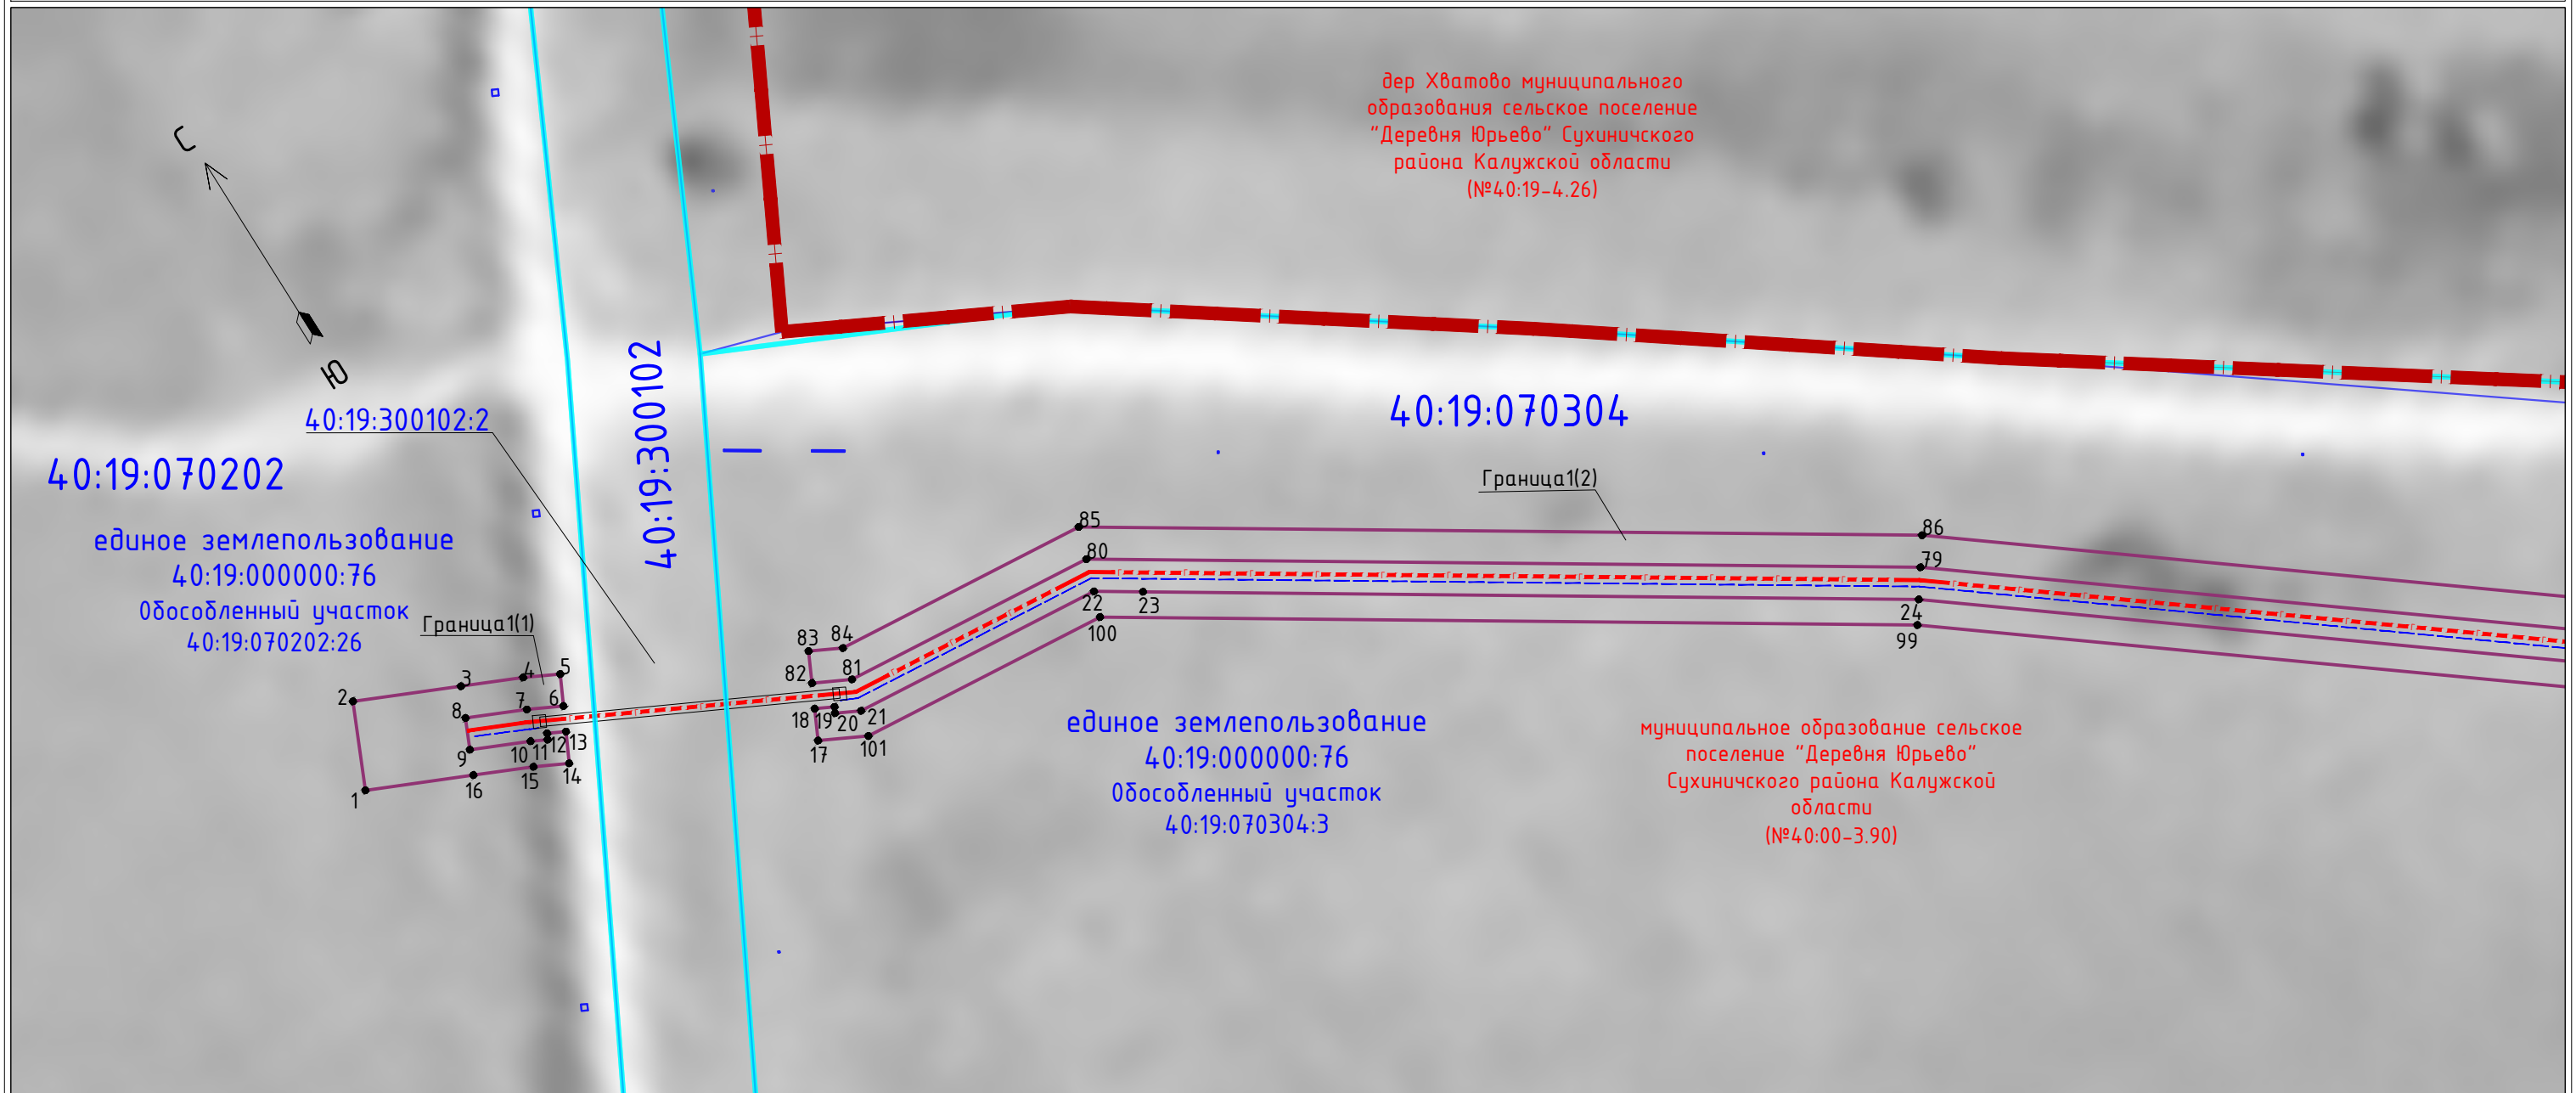 дер Хватово муниципального
образования сельское поселение
"Деревня Юрьево" Сухиничского
района Калужской области
(№40:19-4.26)
С
Ю
40:19:300102:2
40:19:300102
40:19:070304
40:19:070202
единое землепользование
40:19:000000:76
Обособленный участок
40:19:070202:26
Граница1(1)
Граница1(2)
85
86
80
79
22
23
24
100
99
83
84
82
81
18
19
20
21
17
101
2
3
4
5
8
7
6
9
10
11
12
13
1
16
15
14
единое землепользование
40:19:000000:76
Обособленный участок
40:19:070304:3
муниципальное образование сельское
поселение "Деревня Юрьево"
Сухиничского района Калужской
области
(№40:00-3.90)